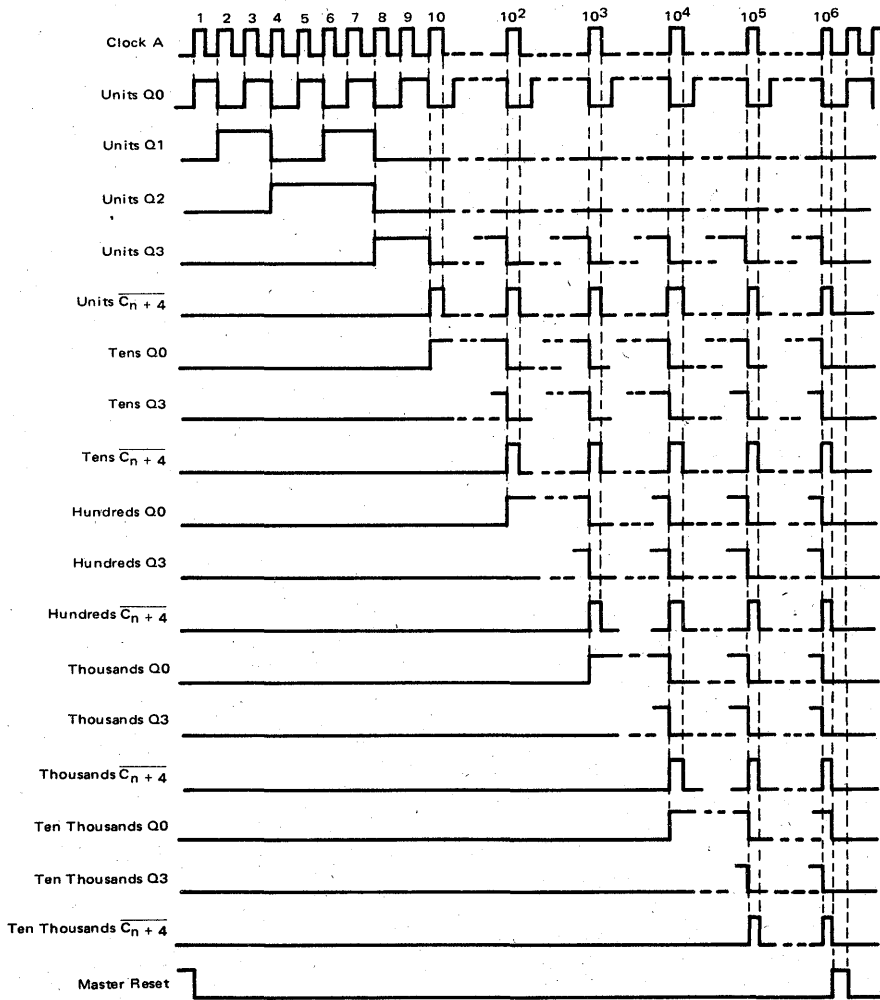 1 2 3 4 5 6 7 8 9 10 10² 10³ 10⁴ 10⁵ 10⁶
Clock A
Units Q0
Units Q1
Units Q2
Units Q3
Units C̅n̅ ̅+̅ ̅4̅
Tens Q0
Tens Q3
Tens C̅n̅ ̅+̅ ̅4̅
Hundreds Q0
Hundreds Q3
Hundreds C̅n̅ ̅+̅ ̅4̅
Thousands Q0
Thousands Q3
Thousands C̅n̅ ̅+̅ ̅4̅
Ten Thousands Q0
Ten Thousands Q3
Ten Thousands C̅n̅ ̅+̅ ̅4̅
Master Reset